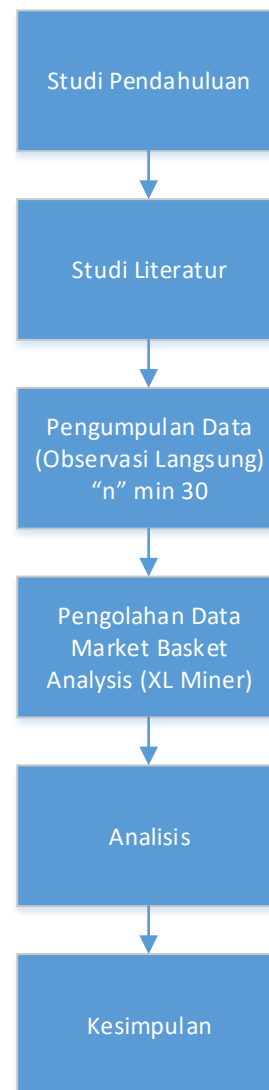 Studi Pendahuluan
Studi Literatur
Pengumpulan Data
(Observasi Langsung)
“n” min 30
Pengolahan Data
Market Basket
Analysis (XL Miner)
Analisis
Kesimpulan